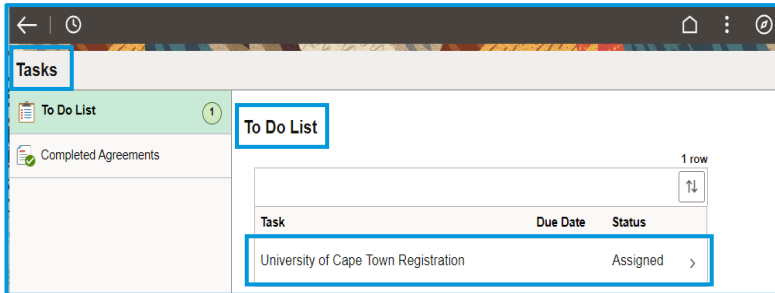 Tasks
To Do List 1
Completed Agreements
To Do List
1 row
Task Due Date Status
University of Cape Town Registration Assigned